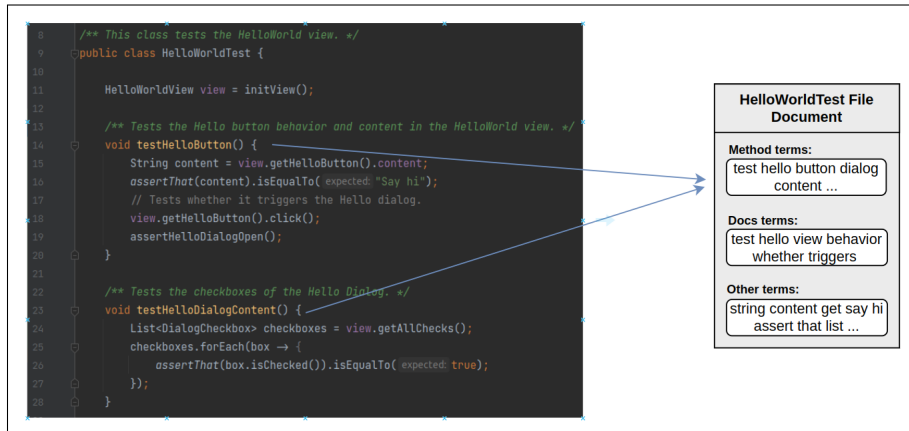 8 /** This class tests the HelloWorld view. */
9 public class HelloWorldTest {
10
11 HelloWorldView view = initView();
12
13 /** Tests the Hello button behavior and content in the HelloWorld view. */
14 void testHelloButton() {
15 String content = view.getHelloButton().content;
16 assertThat(content).isEqualTo( expected: "Say hi");
17 // Tests whether it triggers the Hello dialog.
18 view.getHelloButton().click();
19 assertHelloDialogOpen();
20 }
21
22 /** Tests the checkboxes of the Hello Dialog. */
23 void testHelloDialogContent() {
24 List<DialogCheckbox> checkboxes = view.getAllChecks();
25 checkboxes.forEach(box → {
26 assertThat(box.isChecked()).isEqualTo( expected: true);
27 });
28 }
HelloWorldTest File
Document
Method terms:
test hello button dialog
content ...
Docs terms:
test hello view behavior
whether triggers
Other terms:
string content get say hi
assert that list ...